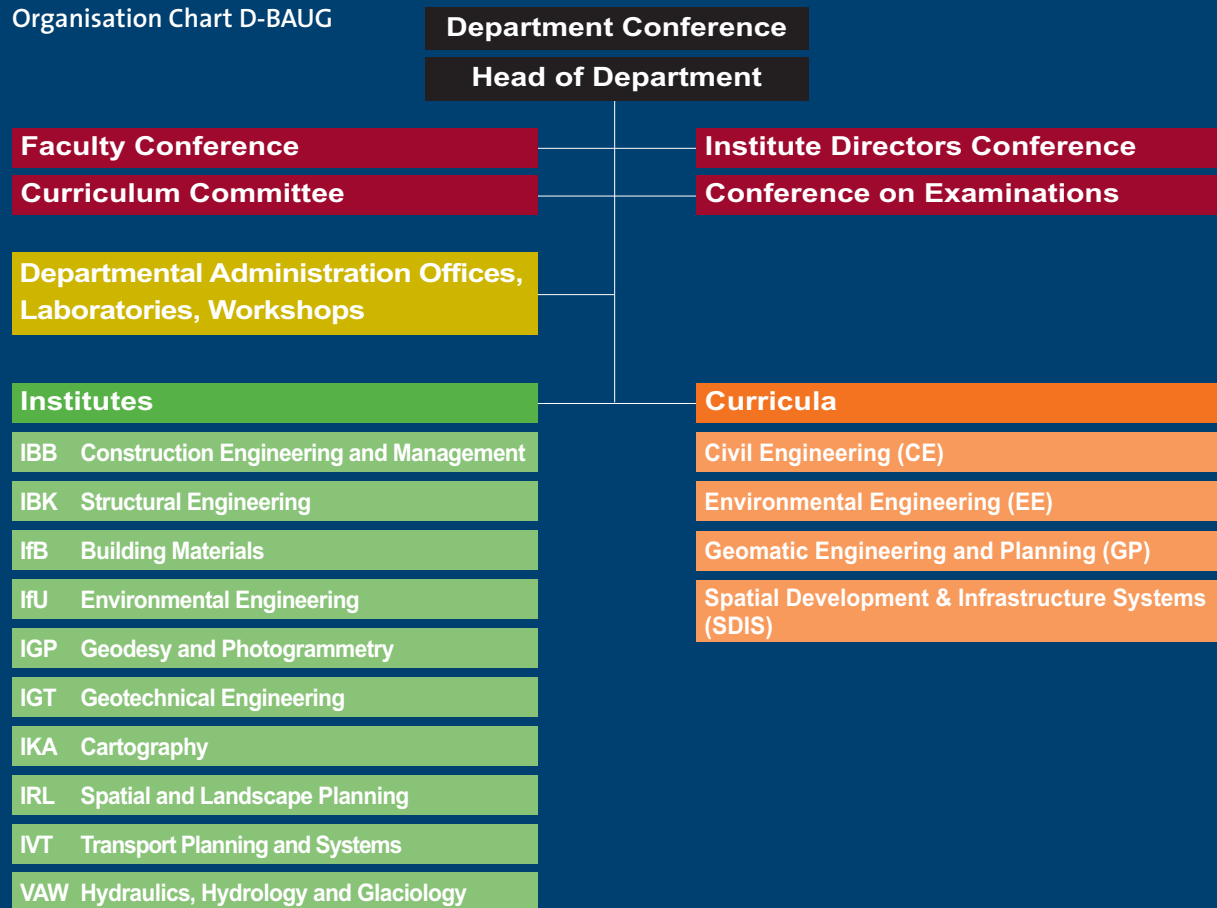 Organisation Chart D-BAUG
Department Conference
Head of Department
Faculty Conference
Institute Directors Conference
Curriculum Committee
Conference on Examinations
Departmental Administration Offices,
Laboratories, Workshops
Institutes
IBB Construction Engineering and Management
IBK Structural Engineering
IfB Building Materials
IfU Environmental Engineering
IGP Geodesy and Photogrammetry
IGT Geotechnical Engineering
IKA Cartography
IRL Spatial and Landscape Planning
IVT Transport Planning and Systems
VAW Hydraulics, Hydrology and Glaciology
Curricula
Civil Engineering (CE)
Environmental Engineering (EE)
Geomatic Engineering and Planning (GP)
Spatial Development & Infrastructure Systems
(SDIS)